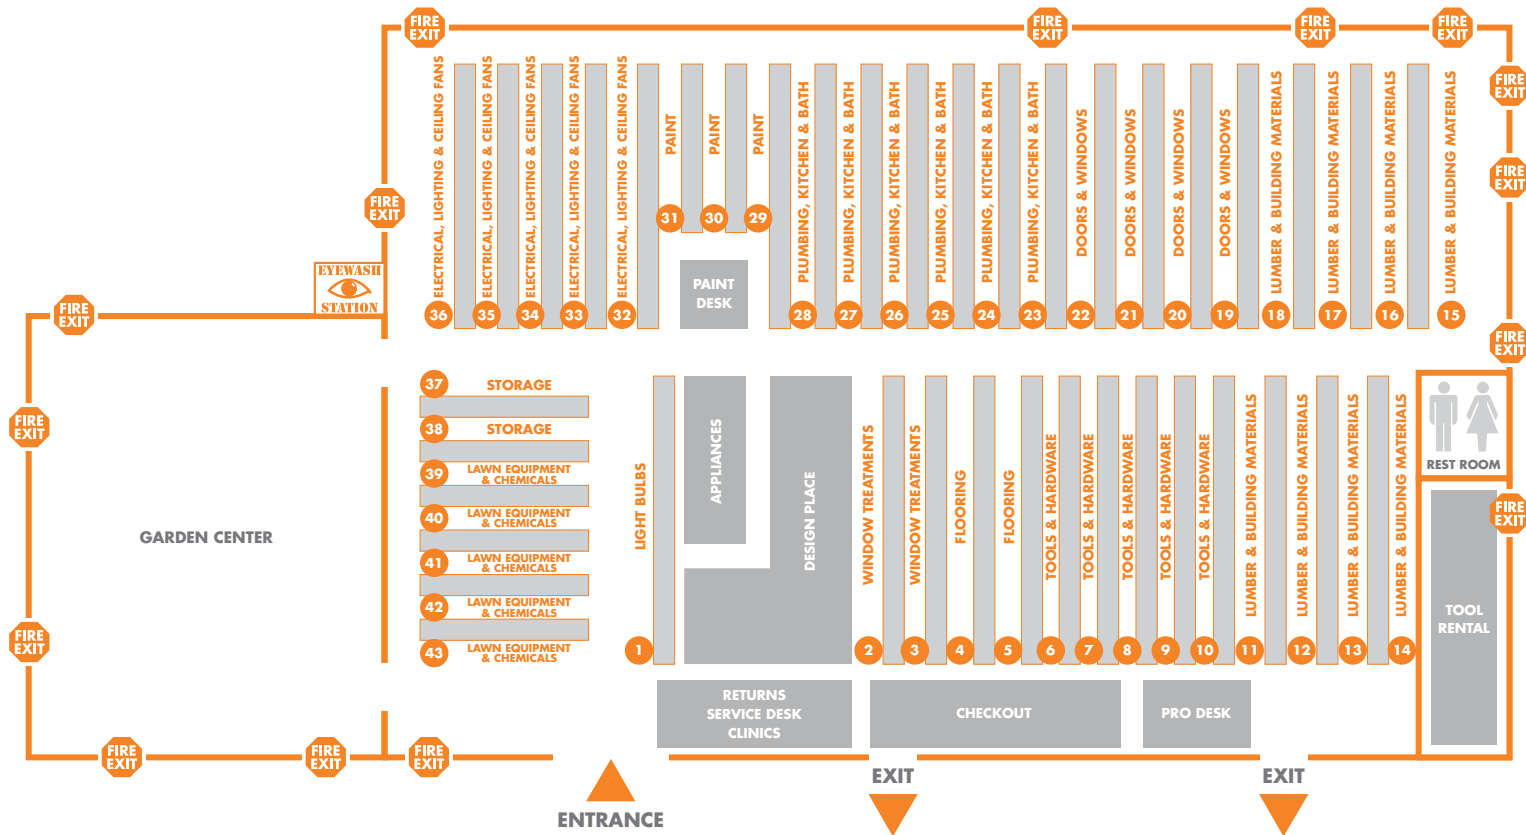 FIRE
EXIT
FIRE
EXIT
FIRE
EXIT
FIRE
EXIT
FIRE
EXIT
FIRE
EXIT
FIRE
EXIT
EYEWASH
STATION
FIRE
EXIT
ELECTRICAL, LIGHTING & CEILING FANS
36
ELECTRICAL, LIGHTING & CEILING FANS
35
ELECTRICAL, LIGHTING & CEILING FANS
34
ELECTRICAL, LIGHTING & CEILING FANS
33
ELECTRICAL, LIGHTING & CEILING FANS
32
PAINT
31
PAINT
30
PAINT
29
PAINT
DESK
PLUMBING, KITCHEN & BATH
28
PLUMBING, KITCHEN & BATH
27
PLUMBING, KITCHEN & BATH
26
PLUMBING, KITCHEN & BATH
25
PLUMBING, KITCHEN & BATH
24
PLUMBING, KITCHEN & BATH
23
DOORS & WINDOWS
22
DOORS & WINDOWS
21
DOORS & WINDOWS
20
DOORS & WINDOWS
19
LUMBER & BUILDING MATERIALS
18
LUMBER & BUILDING MATERIALS
17
LUMBER & BUILDING MATERIALS
16
LUMBER & BUILDING MATERIALS
15
FIRE
EXIT
FIRE
EXIT
GARDEN CENTER
37 STORAGE
38 STORAGE
39 LAWN EQUIPMENT
& CHEMICALS
40 LAWN EQUIPMENT
& CHEMICALS
41 LAWN EQUIPMENT
& CHEMICALS
42 LAWN EQUIPMENT
& CHEMICALS
43 LAWN EQUIPMENT
& CHEMICALS
LIGHT BULBS
1
APPLIANCES
DESIGN PLACE
WINDOW TREATMENTS
2
WINDOW TREATMENTS
3
FLOORING
4
FLOORING
5
TOOLS & HARDWARE
6
TOOLS & HARDWARE
7
TOOLS & HARDWARE
8
TOOLS & HARDWARE
9
TOOLS & HARDWARE
10
LUMBER & BUILDING MATERIALS
11
LUMBER & BUILDING MATERIALS
12
LUMBER & BUILDING MATERIALS
13
LUMBER & BUILDING MATERIALS
14
REST ROOM
FIRE
EXIT
TOOL
RENTAL
FIRE
EXIT
RETURNS
SERVICE DESK
CLINICS
CHECKOUT
PRO DESK
FIRE
EXIT
FIRE
EXIT
FIRE
EXIT
ENTRANCE
EXIT
EXIT